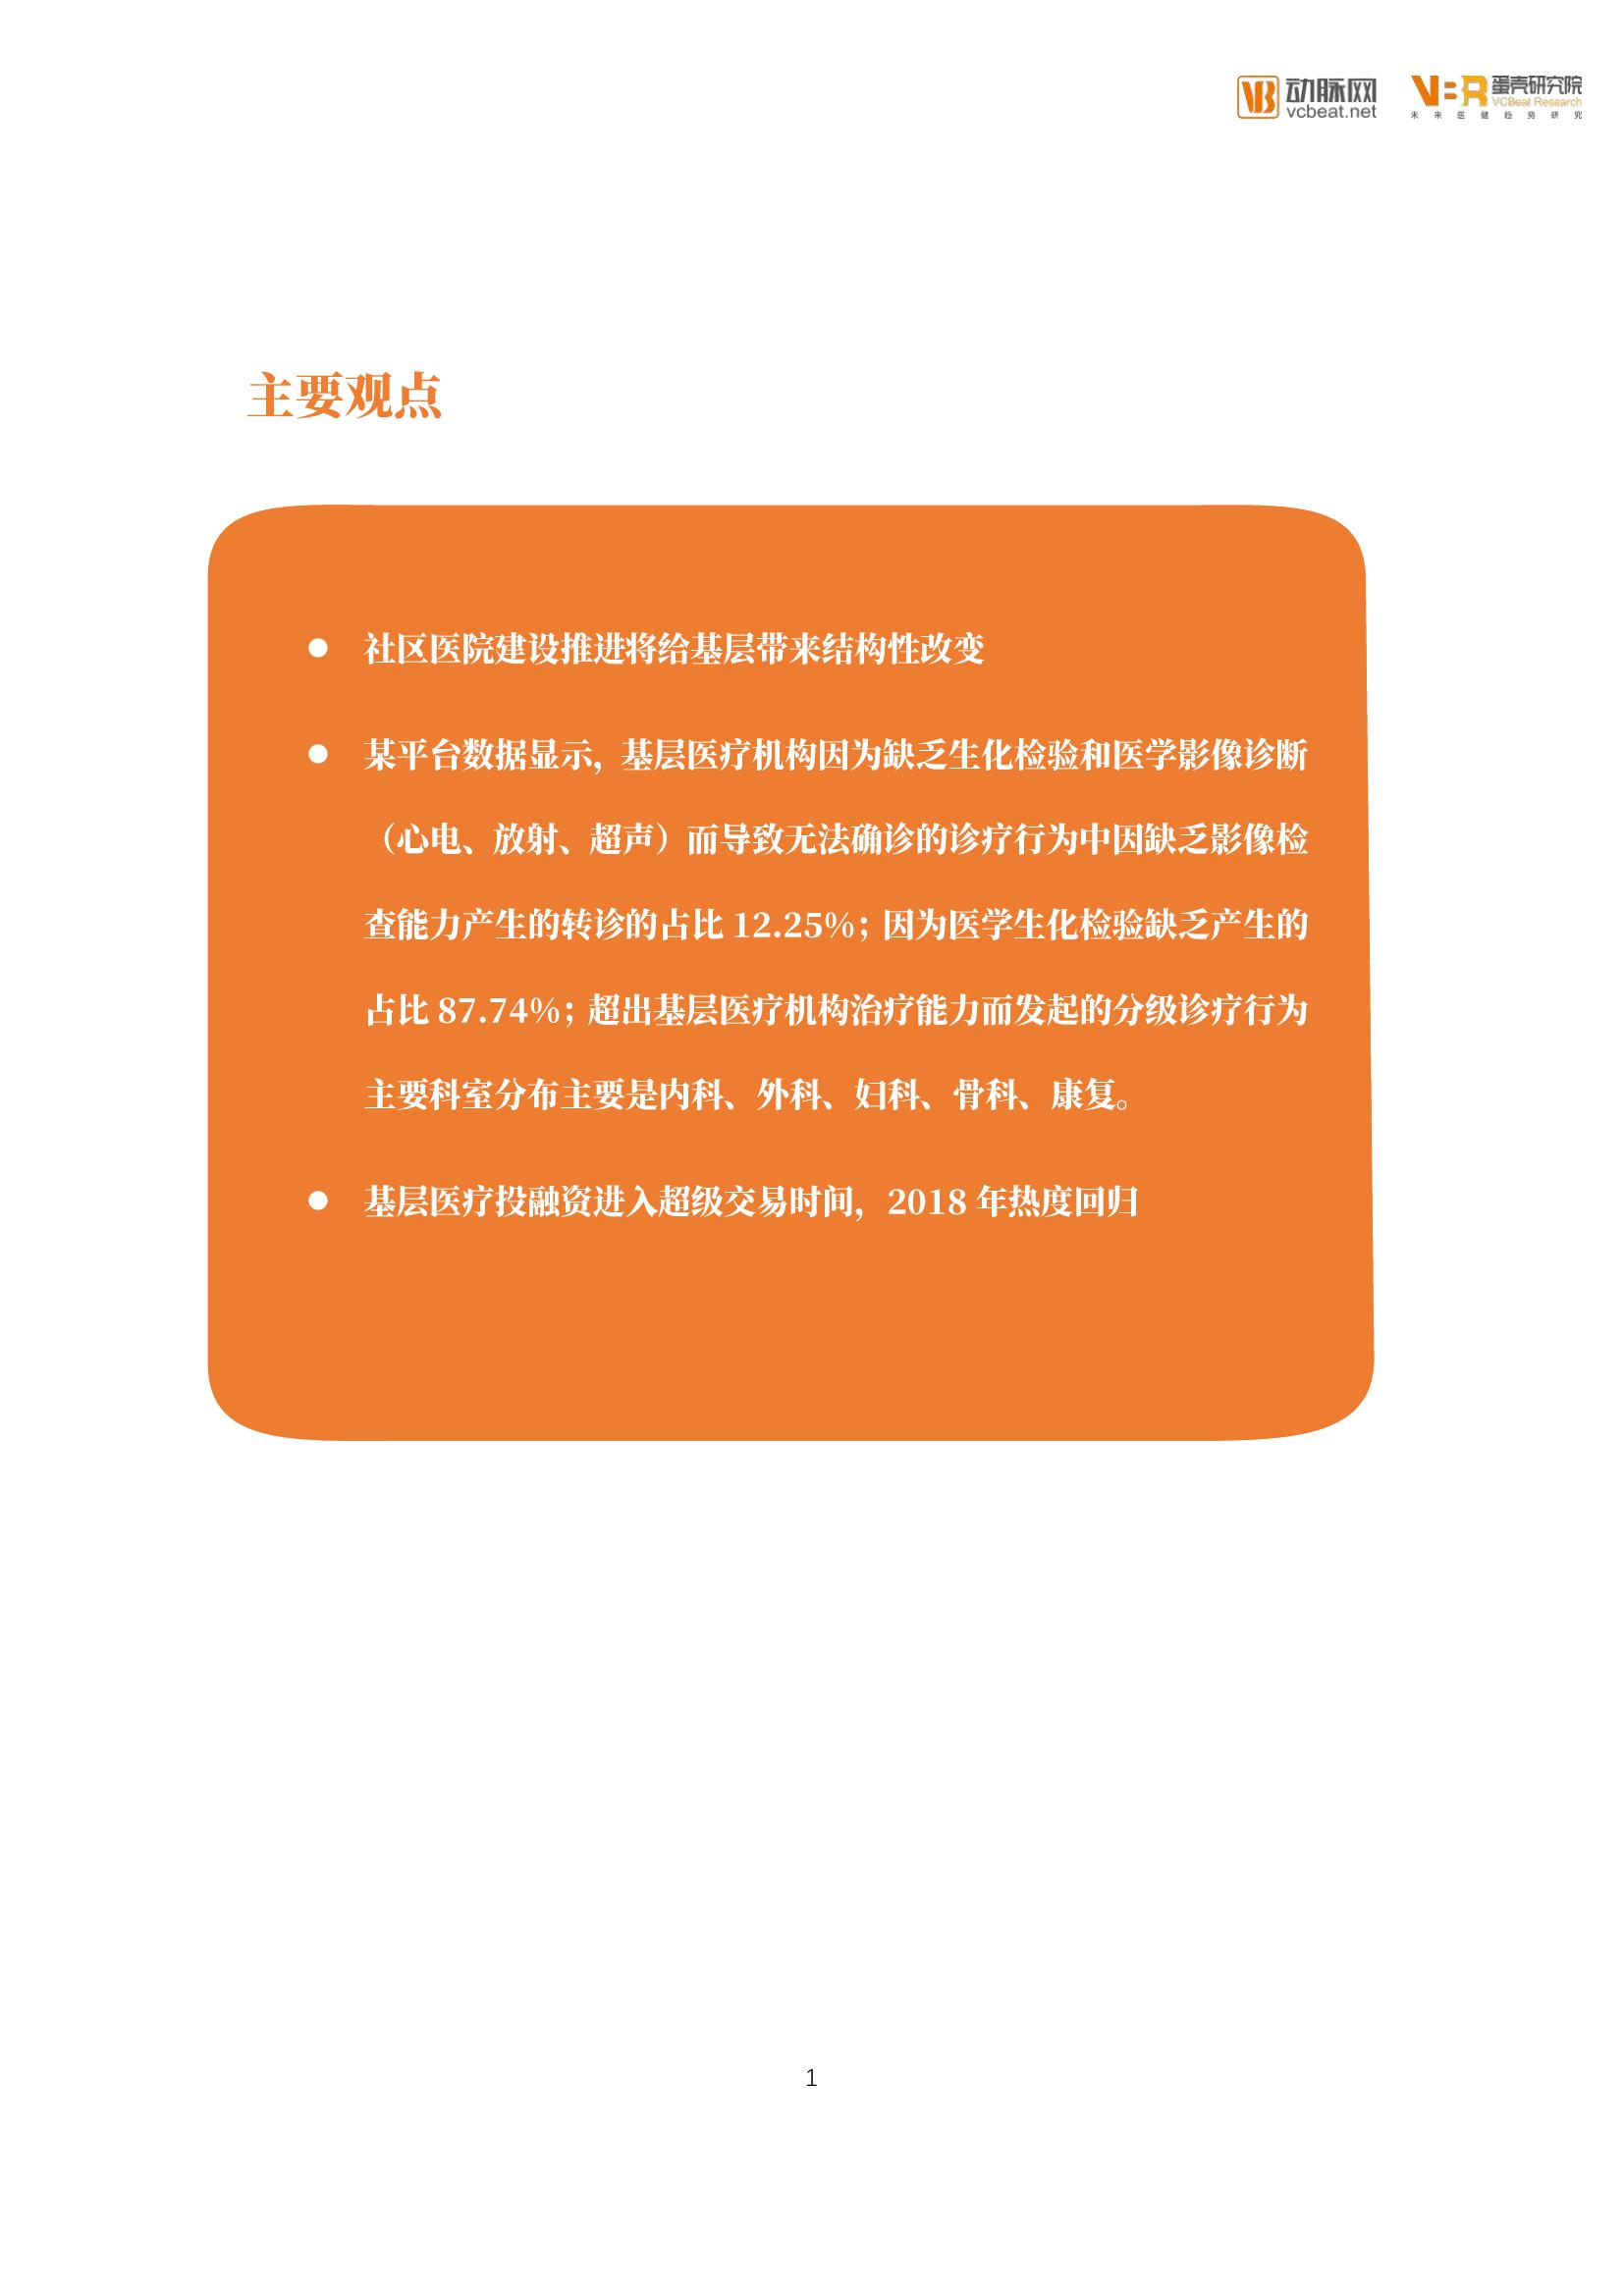 动脉网
vcbeat.net
VBR 蛋壳研究院
VCBeat Research
未来医健趋势研究
主要观点
● 社区医院建设推进将给基层带来结构性改变
● 某平台数据显示，基层医疗机构因为缺乏生化检验和医学影像诊断
（心电、放射、超声）而导致无法确诊的诊疗行为中因缺乏影像检
查能力产生的转诊的占比 12.25%；因为医学生化检验缺乏产生的
占比 87.74%；超出基层医疗机构治疗能力而发起的分级诊疗行为
主要科室分布主要是内科、外科、妇科、骨科、康复。
● 基层医疗投融资进入超级交易时间，2018 年热度回归
1